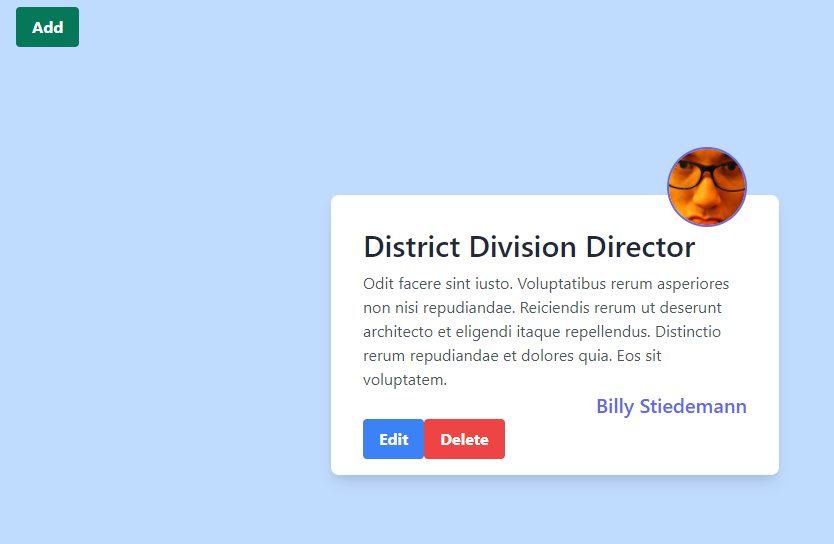 Add
District Division Director
Odit facere sint iusto. Voluptatibus rerum asperiores
non nisi repudiandae. Reiciendis rerum ut deserunt
architecto et eligendi itaque repellendus. Distinctio
rerum repudiandae et dolores quia. Eos sit
voluptatem.
Billy Stiedemann
Edit Delete